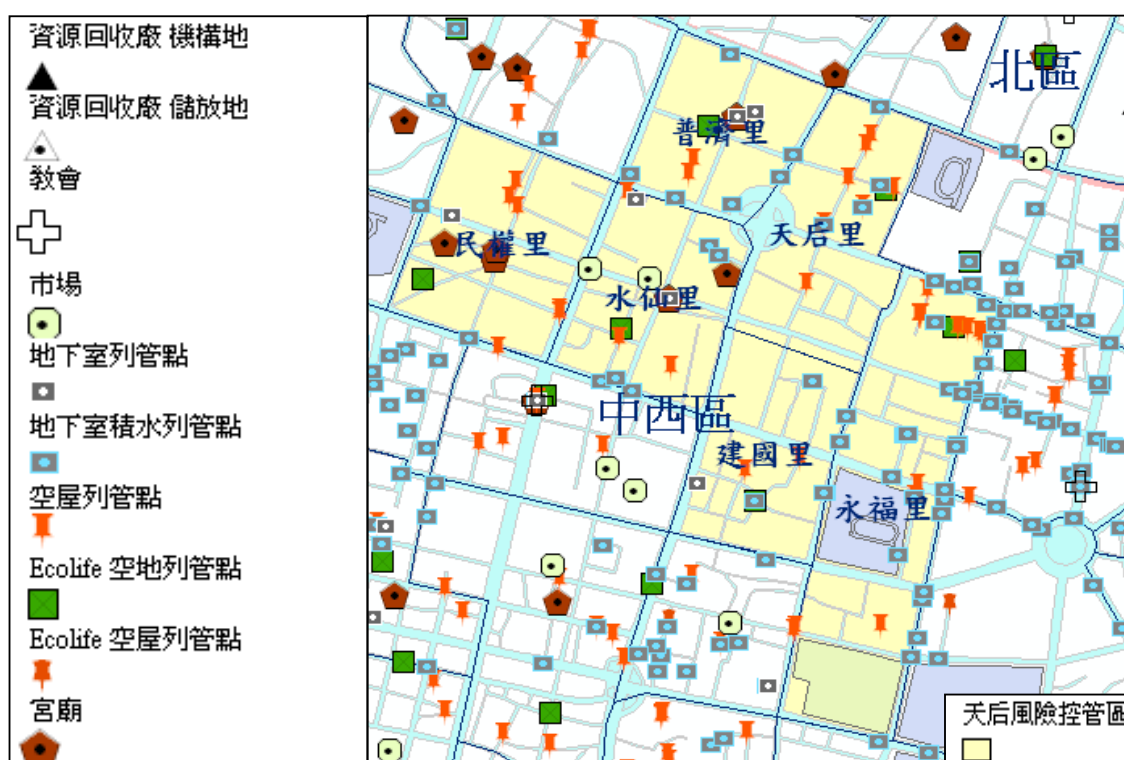 資源回收廠 機構地
資源回收廠 儲放地
教會
市場
地下室列管點
地下室積水列管點
空屋列管點
Ecolife 空地列管點
Ecolife 空屋列管點
宮廟
北區
普濟里
天后里
民權里
水仙里
中西區
建國里
永福里
天后風險控管區